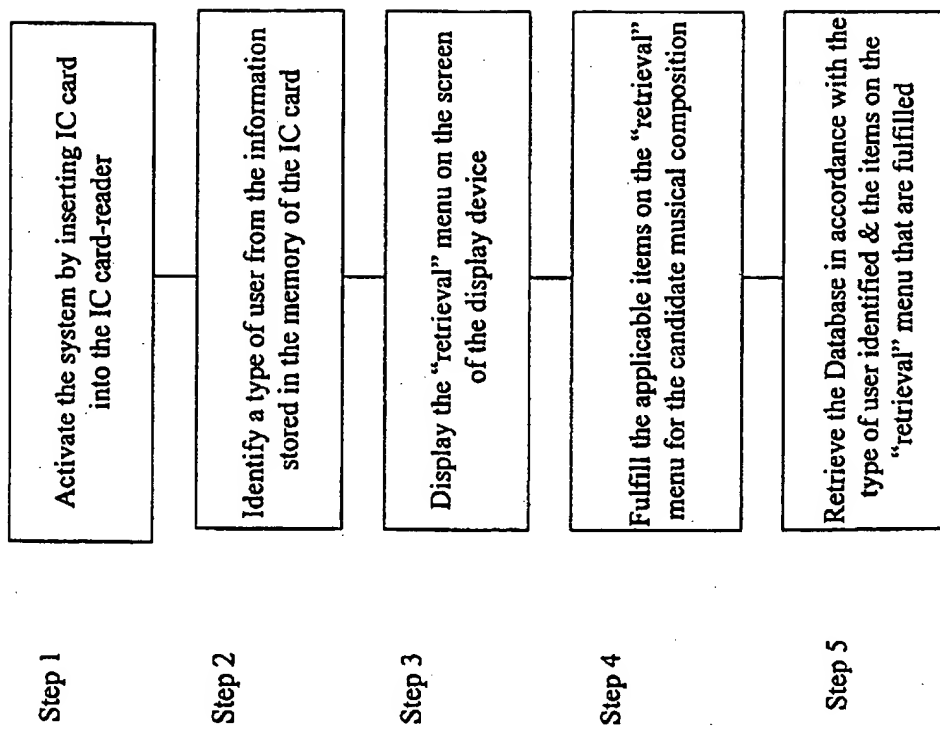 Step 1
Activate the system by inserting IC card
into the IC card-reader
Step 2
Identify a type of user from the information
stored in the memory of the IC card
Step 3
Display the “retrieval” menu on the screen
of the display device
Step 4
Fulfill the applicable items on the “retrieval”
menu for the candidate musical composition
Step 5
Retrieve the Database in accordance with the
type of user identified & the items on the
“retrieval” menu that are fulfilled